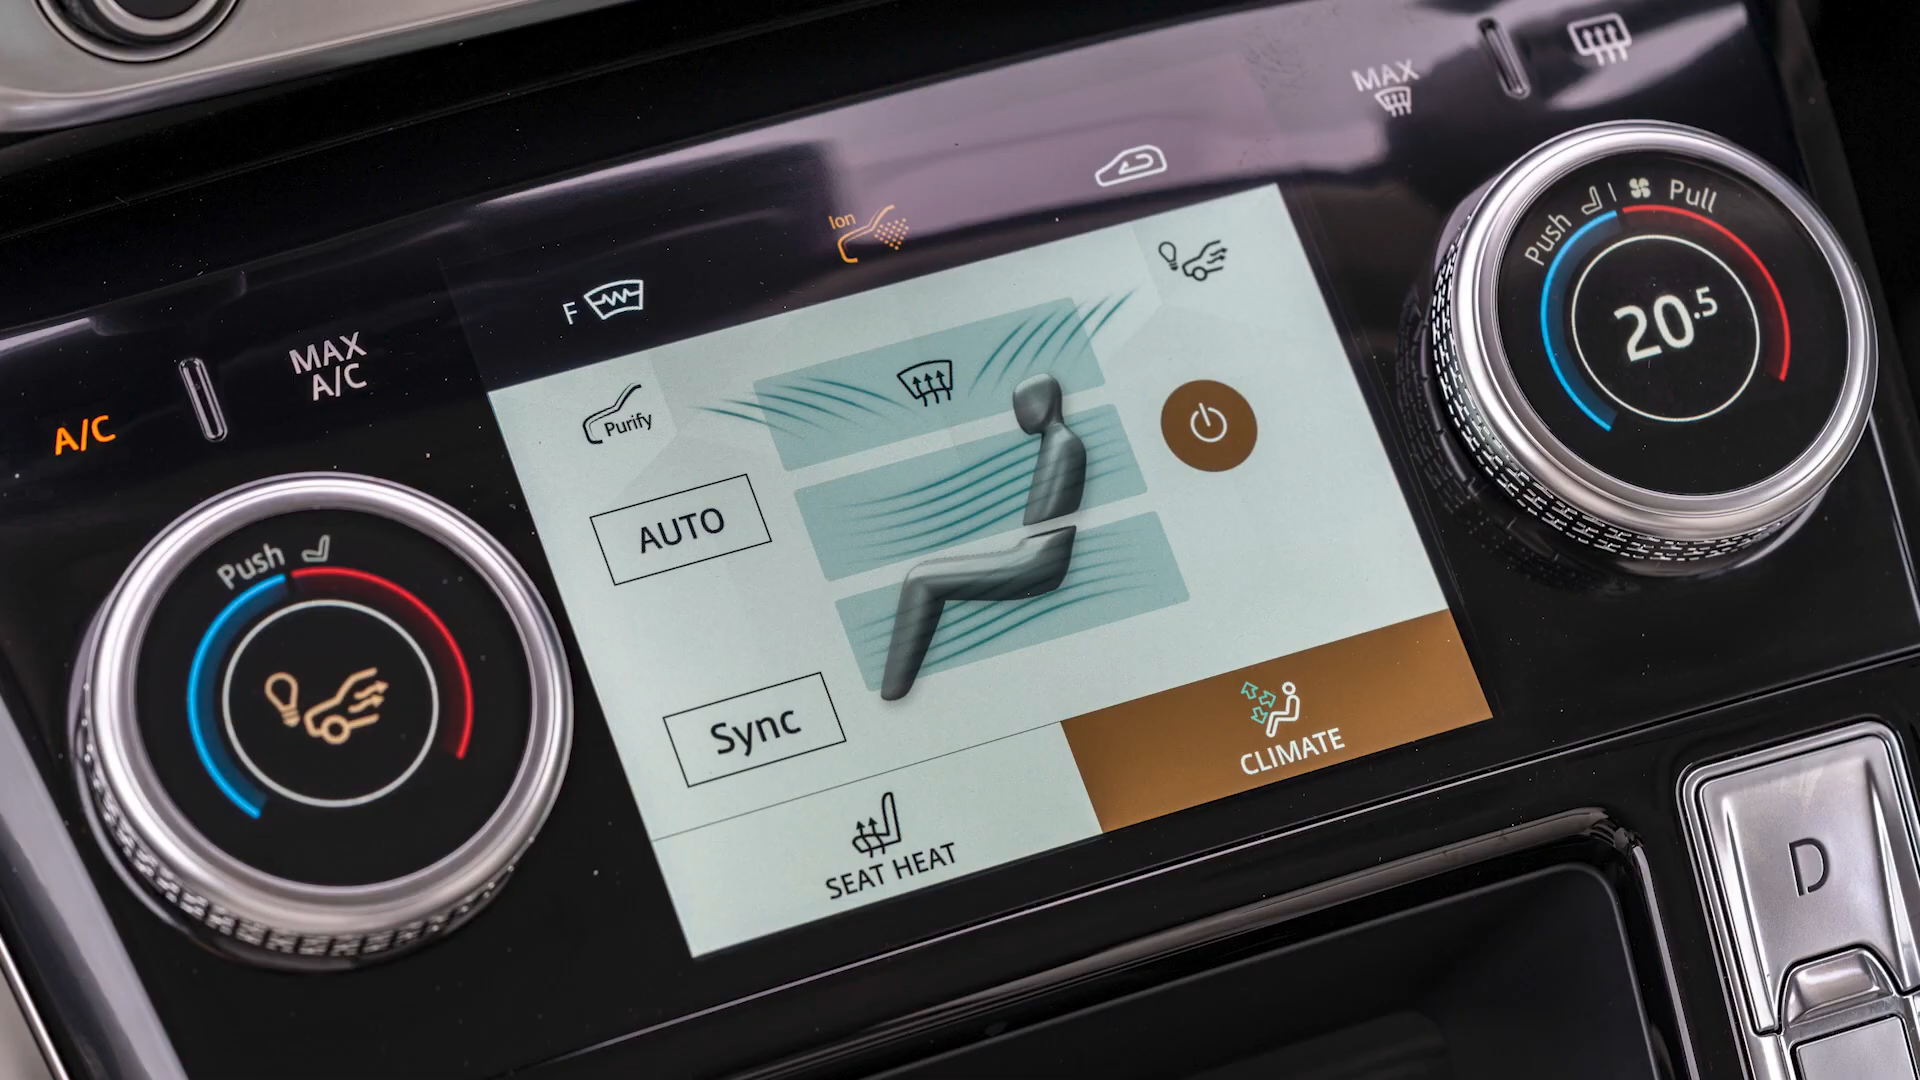 MAX
Ion
F
Push
Pull
20.5
MAX
A/C
A/C
Purify
AUTO
Push
Sync
CLIMATE
SEAT HEAT
D